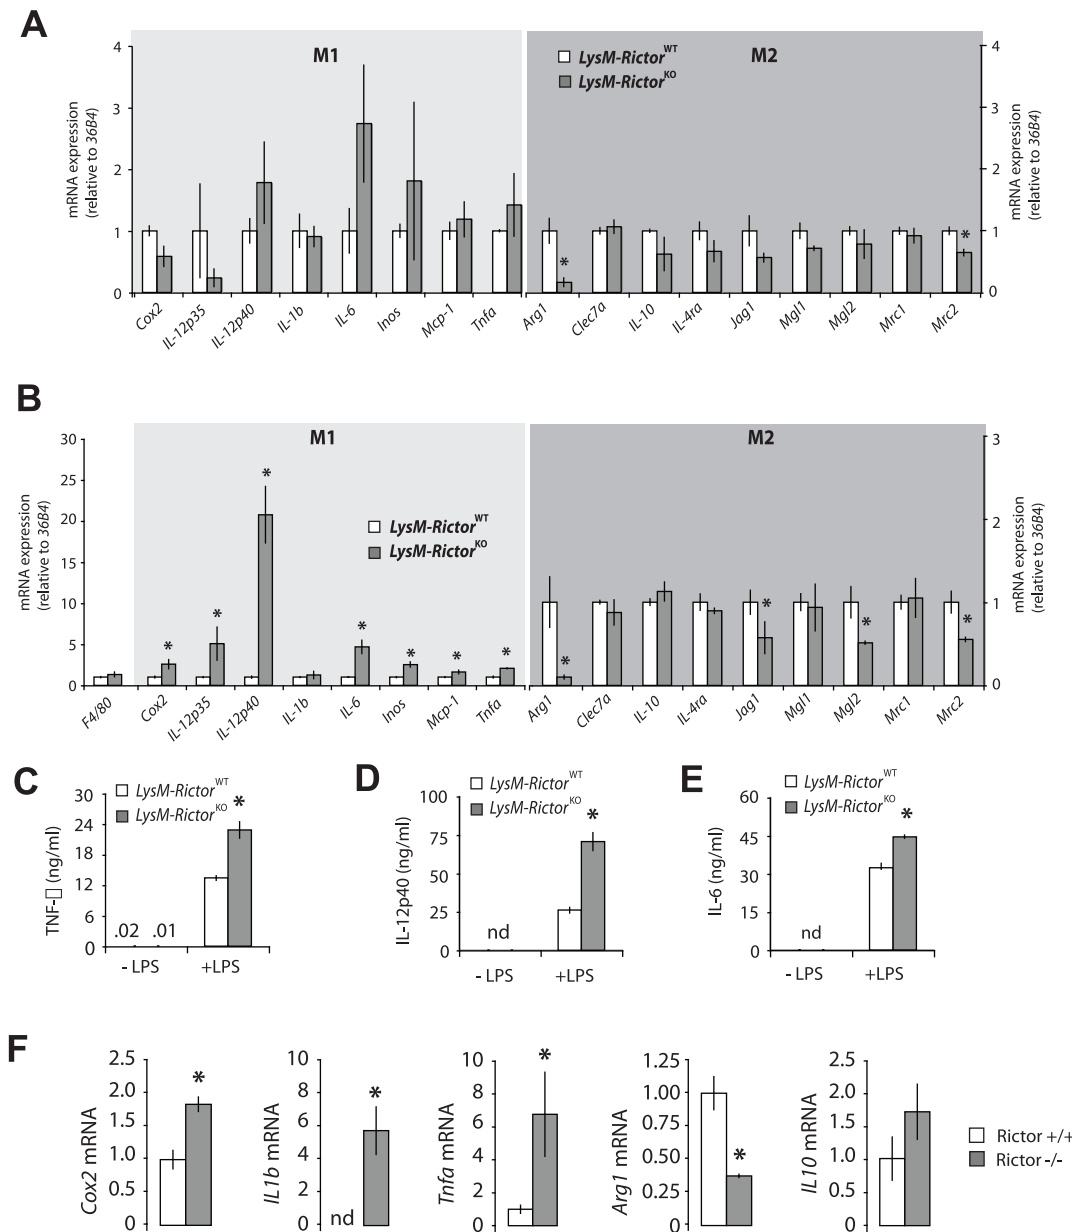 A
M1
M2
LysM-Rictor WT
LysM-Rictor KO
mRNA expression
(relative to 36B4)
4
3
2
1
0
mRNA expression
(relative to 36B4)
4
3
2
1
0
*
*
Cox2 IL-12p35 IL-12p40 IL-1b IL-6 Inos Mcp-1 Tnfa Arg1 Clec7a IL-10 IL-4ra Jag1 Mgl1 Mgl2 Mrc1 Mrc2
B
M1
M2
LysM-Rictor WT
LysM-Rictor KO
mRNA expression
(relative to 36B4)
30
25
20
15
10
5
0
mRNA expression
(relative to 36B4)
3
2
1
0
* * * * * * *
* * * *
F4/80 Cox2 IL-12p35 IL-12p40 IL-1b IL-6 Inos Mcp-1 Tnfa Arg1 Clec7a IL-10 IL-4ra Jag1 Mgl1 Mgl2 Mrc1 Mrc2
C
LysM-Rictor WT
LysM-Rictor KO
TNF-□ (ng/ml)
30
24
18
12
6
0
.02 .01
*
- LPS +LPS
D
LysM-Rictor WT
LysM-Rictor KO
IL-12p40 (ng/ml)
100
75
50
25
0
nd
*
- LPS +LPS
E
LysM-Rictor WT
LysM-Rictor KO
IL-6 (ng/ml)
60
45
30
15
0
nd
*
- LPS +LPS
F
Cox2 mRNA
2.5
2.0
1.5
1.0
0.5
0
*
IL1b mRNA
10
8
6
4
2
0
nd
*
Tnfa mRNA
10
8
6
4
2
0
*
Arg1 mRNA
1.25
1.00
0.75
0.50
0.25
0
*
IL10 mRNA
2.5
2.0
1.5
1.0
0.5
0
Rictor +/+
Rictor -/-